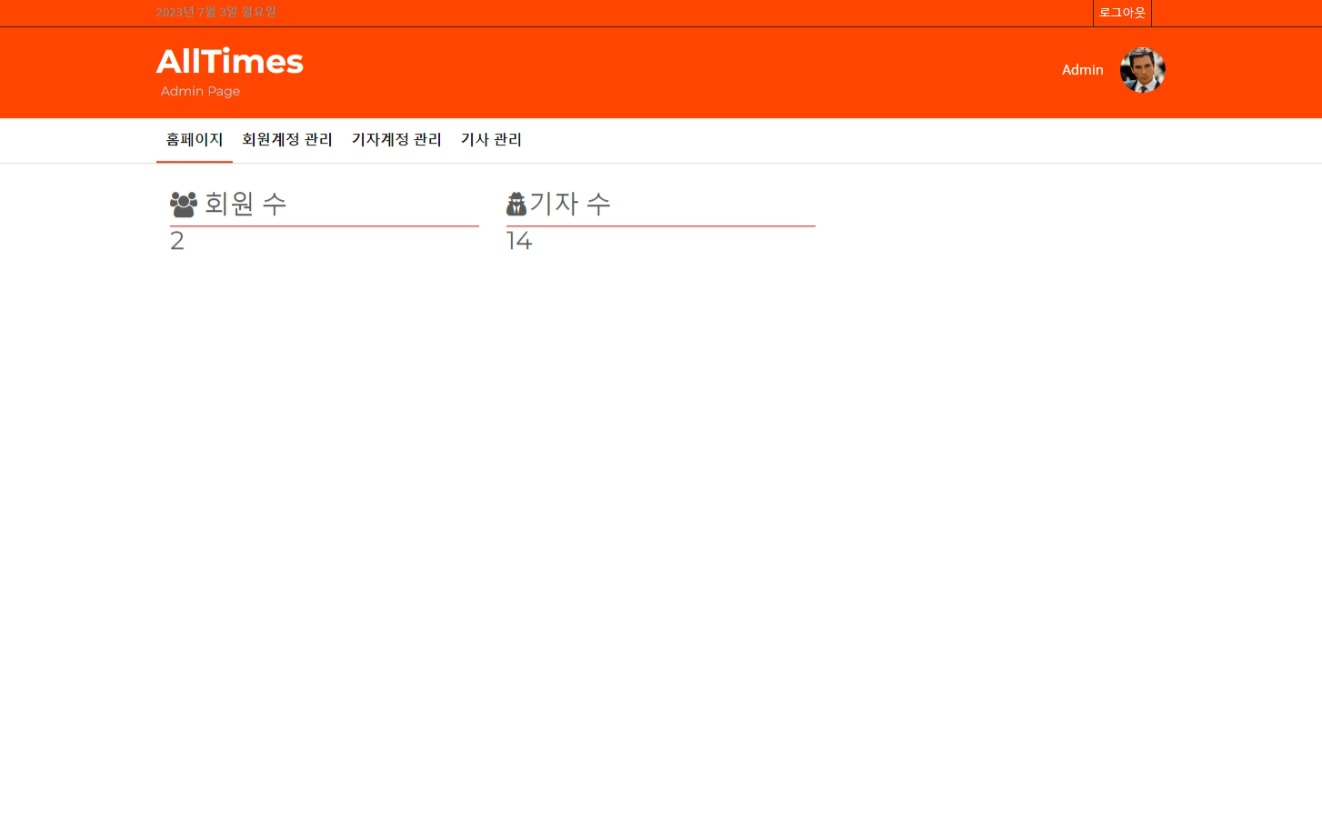 2023년 7월 3일 월요일
로그아웃
AllTimes
Admin Page
Admin
홈페이지 회원계정 관리 기자계정 관리 기사 관리
회원 수
2
기자 수
14